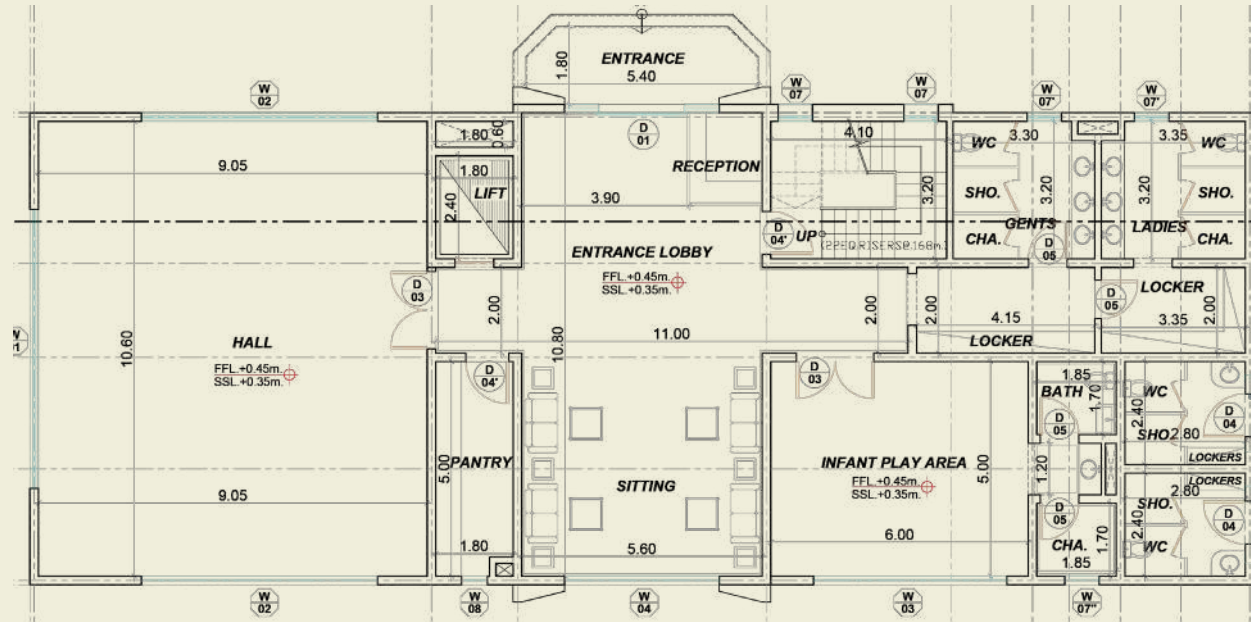 ENTRANCE
5.40
1.80
W
02
W
07
W
07
W
07'
W
07'
1.80
0.60
D
01
4.10
WC
3.30
3.35
WC
9.05
1.80
LIFT
2.40
RECEPTION
3.90
3.20
SHO.
3.20
3.20
SHO.
D
04'
UP
(22EQ.RISERS@.168m.)
CHA.
GENTS
LADIES
CHA.
D
05
ENTRANCE LOBBY
FFL.+0.45m.
SSL.+0.35m.
D
03
D
05
LOCKER
2.00
11.00
2.00
2.00
4.15
3.35
2.00
LOCKER
HALL
10.60
10.80
FFL.+0.45m.
SSL.+0.35m.
D
04'
D
03
1.85
BATH
1.70
WC
2.40
D
05
D
04
SHO.
2.80
LOCKERS
5.00
PANTRY
INFANT PLAY AREA
FFL.+0.45m.
SSL.+0.35m.
5.00
1.20
LOCKERS
2.80
9.05
SITTING
SHO.
D
05
2.40
D
04
6.00
CHA.
1.70
WC
1.80
5.60
1.85
W
02
W
08
W
04
W
03
W
07"